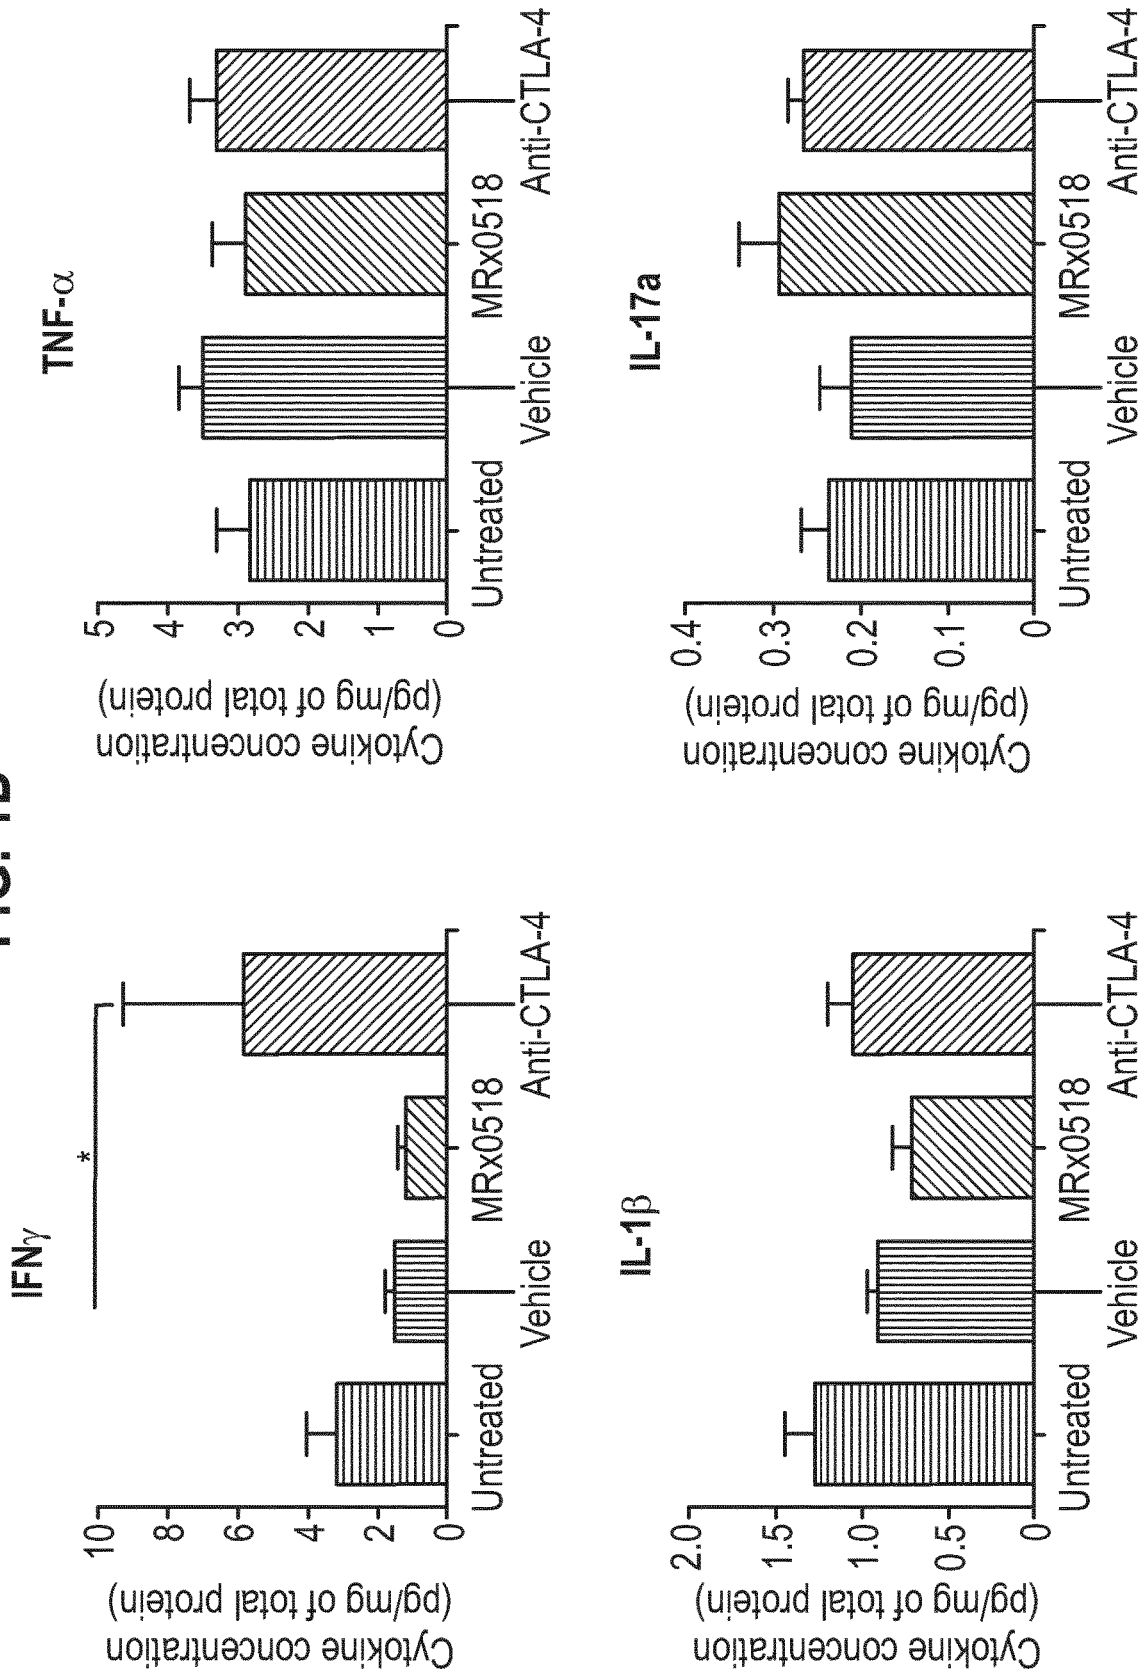 IFNγ
*
Cytokine concentration
(pg/mg of total protein)
10
8
6
4
2
0
Untreated
Vehicle
MRx0518
Anti-CTLA-4
TNF-α
Cytokine concentration
(pg/mg of total protein)
5
4
3
2
1
0
Untreated
Vehicle
MRx0518
Anti-CTLA-4
IL-1β
Cytokine concentration
(pg/mg of total protein)
2.0
1.5
1.0
0.5
0
Untreated
Vehicle
MRx0518
Anti-CTLA-4
IL-17a
Cytokine concentration
(pg/mg of total protein)
0.4
0.3
0.2
0.1
0
Untreated
Vehicle
MRx0518
Anti-CTLA-4